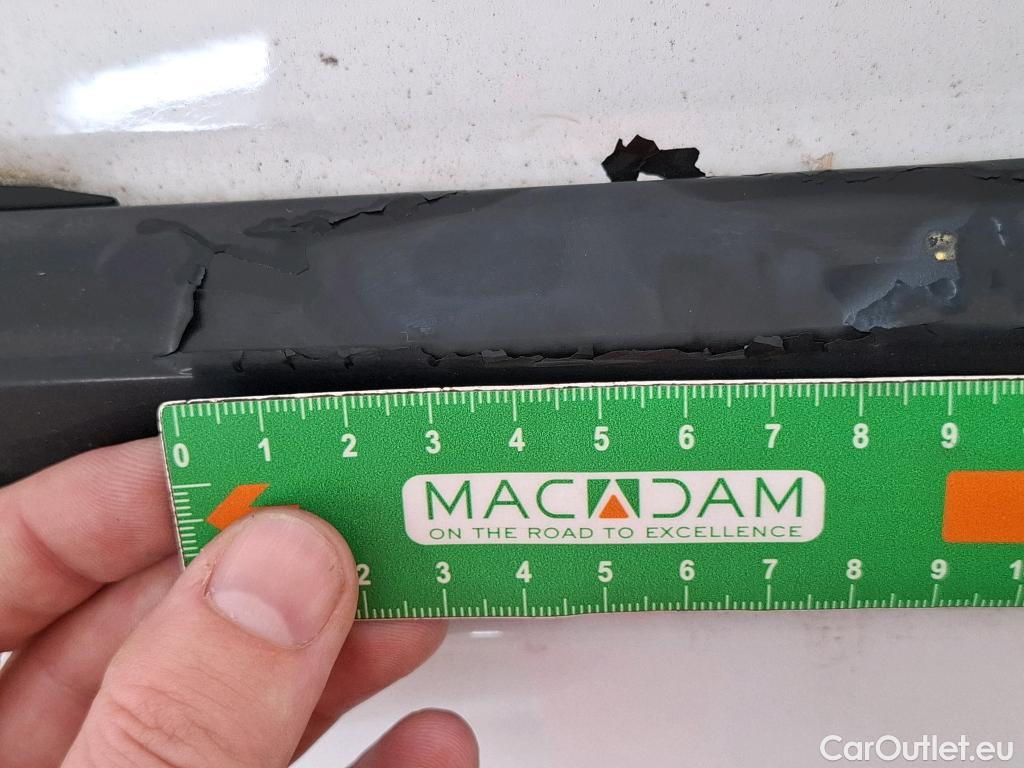 0 1 2 3 4 5 6 7 8 9
MACADAM
ON THE ROAD TO EXCELLENCE
2 3 4 5 6 7 8 9 1
CarOutlet.eu